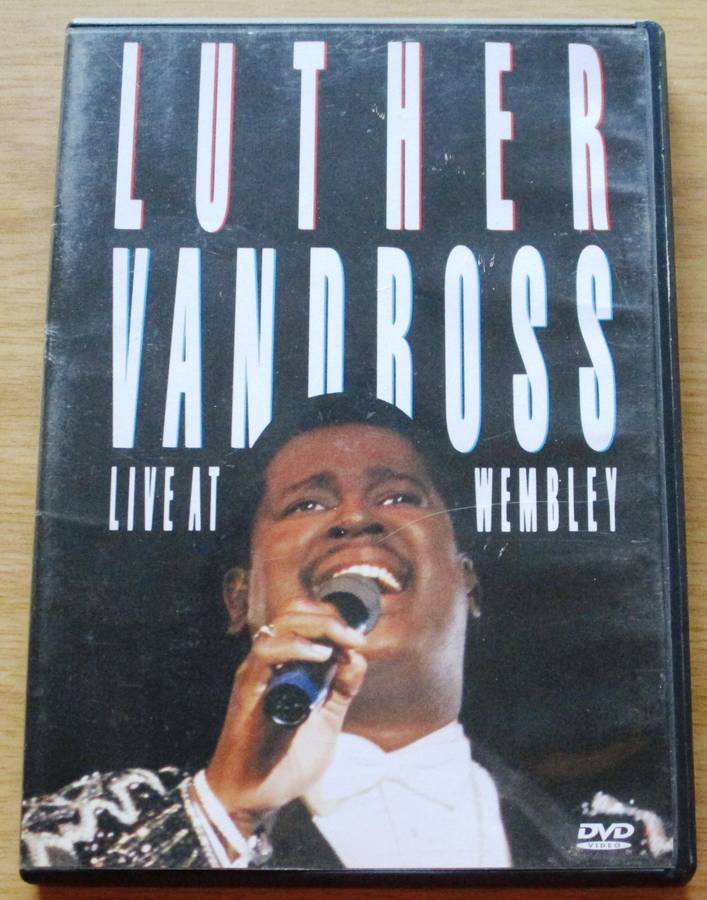 LUTHER
VANDROSS
LIVE AT WEMBLEY
DVD
VIDEO